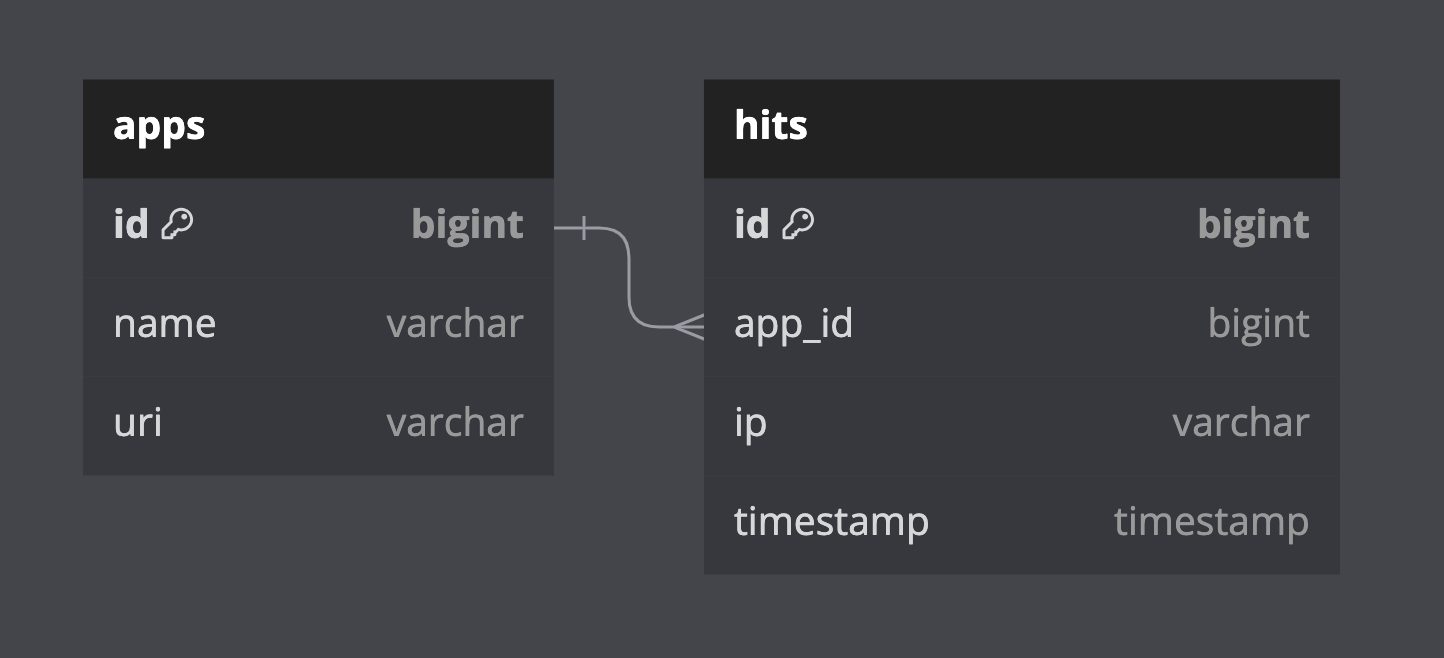 apps
id bigint
name varchar
uri varchar
hits
id bigint
app_id bigint
ip varchar
timestamp timestamp